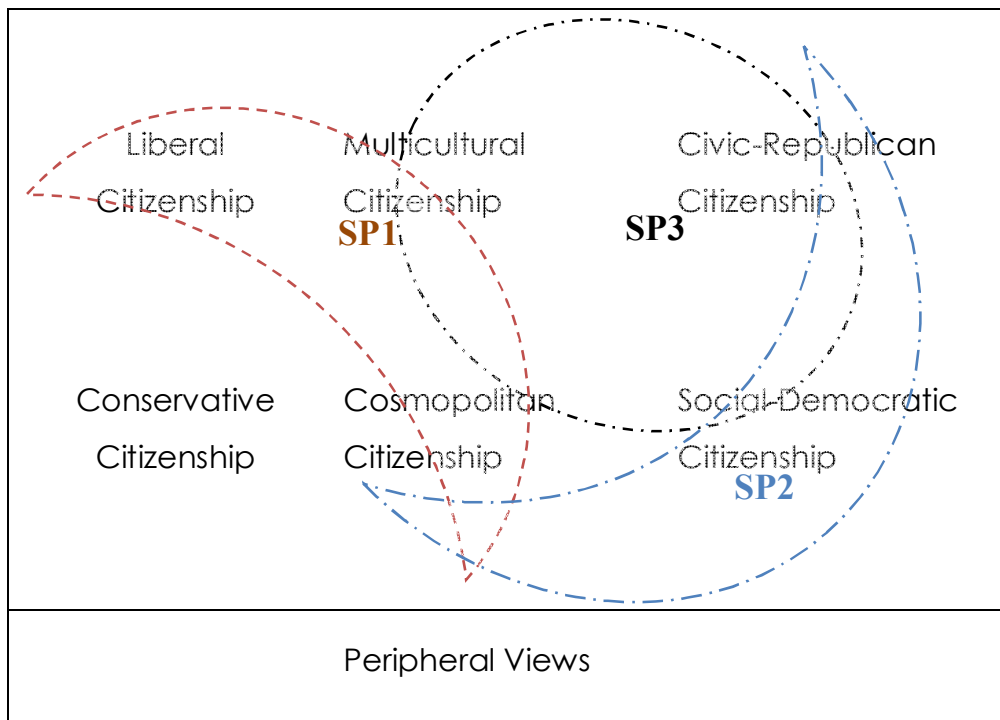 Liberal Multicultural Civic-Republican
Citizenship Citizenship Citizenship
SP1 SP3
Conservative Cosmopolitan Social-Democratic
Citizenship Citizenship Citizenship
SP2
Peripheral Views